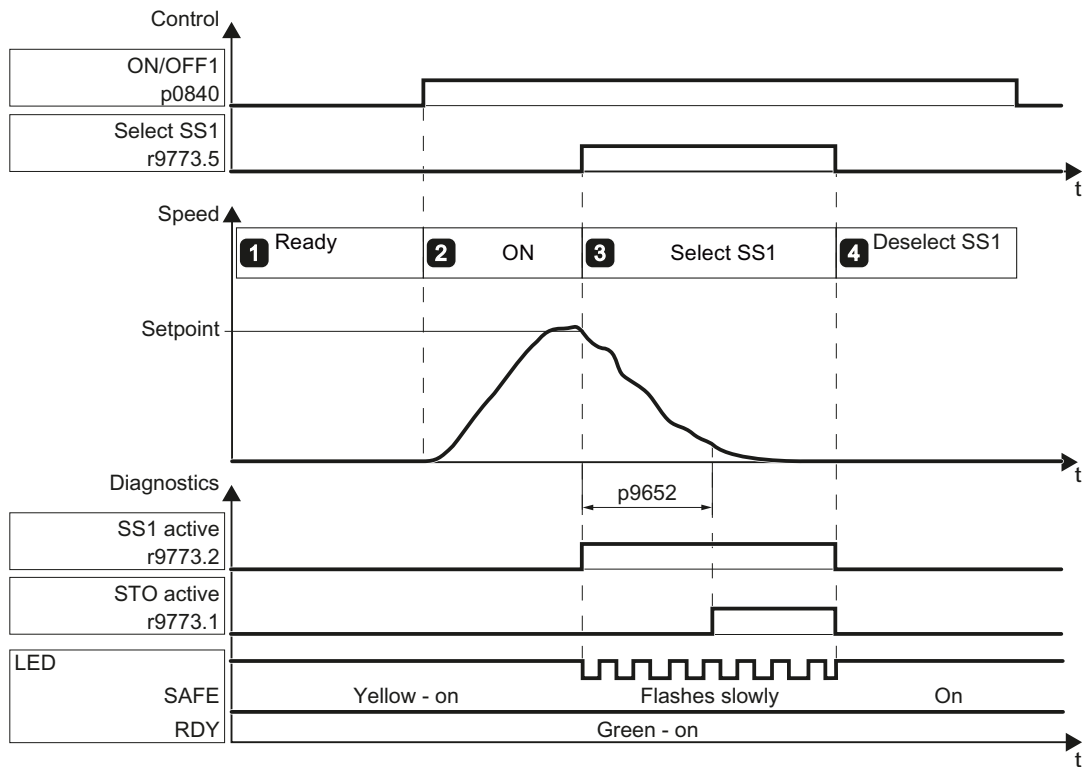 Control
ON/OFF1
p0840
Select SS1
r9773.5
t
Speed
1 Ready
2 ON
3 Select SS1
4 Deselect SS1
Setpoint
t
Diagnostics
p9652
SS1 active
r9773.2
STO active
r9773.1
LED
SAFE Yellow - on Flashes slowly On
RDY Green - on
t